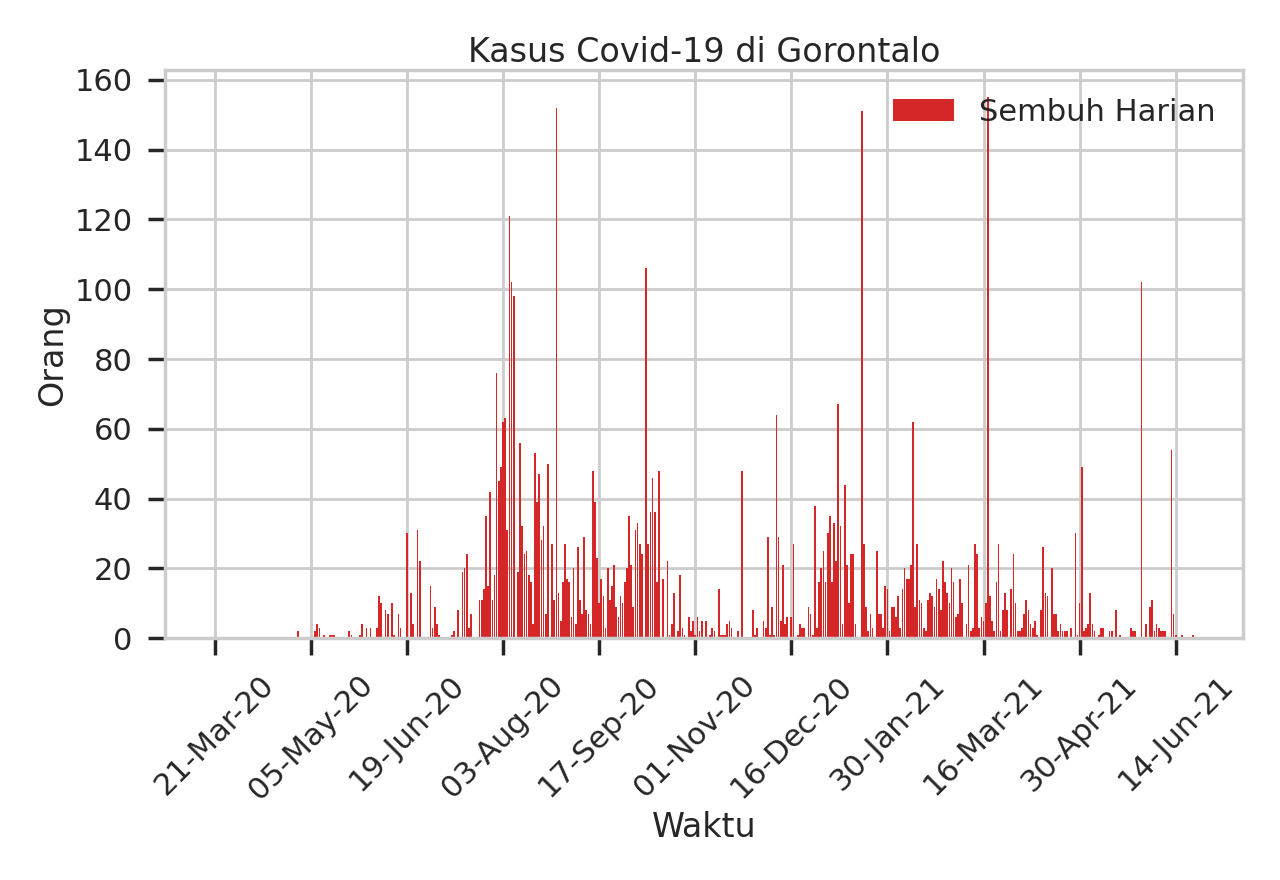 Kasus Covid-19 di Gorontalo
Sembuh Harian
160
140
120
100
80
60
40
20
0
Orang
21-Mar-20
05-May-20
19-Jun-20
03-Aug-20
17-Sep-20
01-Nov-20
16-Dec-20
30-Jan-21
16-Mar-21
30-Apr-21
14-Jun-21
Waktu